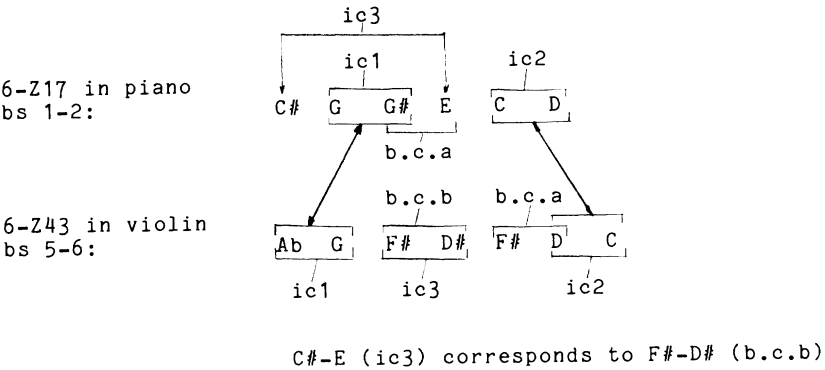 ic3
ic1 ic2
6-Z17 in piano
bs 1-2:
C# G G# E C D
b.c.a
b.c.b b.c.a
6-Z43 in violin
bs 5-6:
Ab G F# D# F# D C
ic1 ic3 ic2
C#-E (ic3) corresponds to F#-D# (b.c.b)